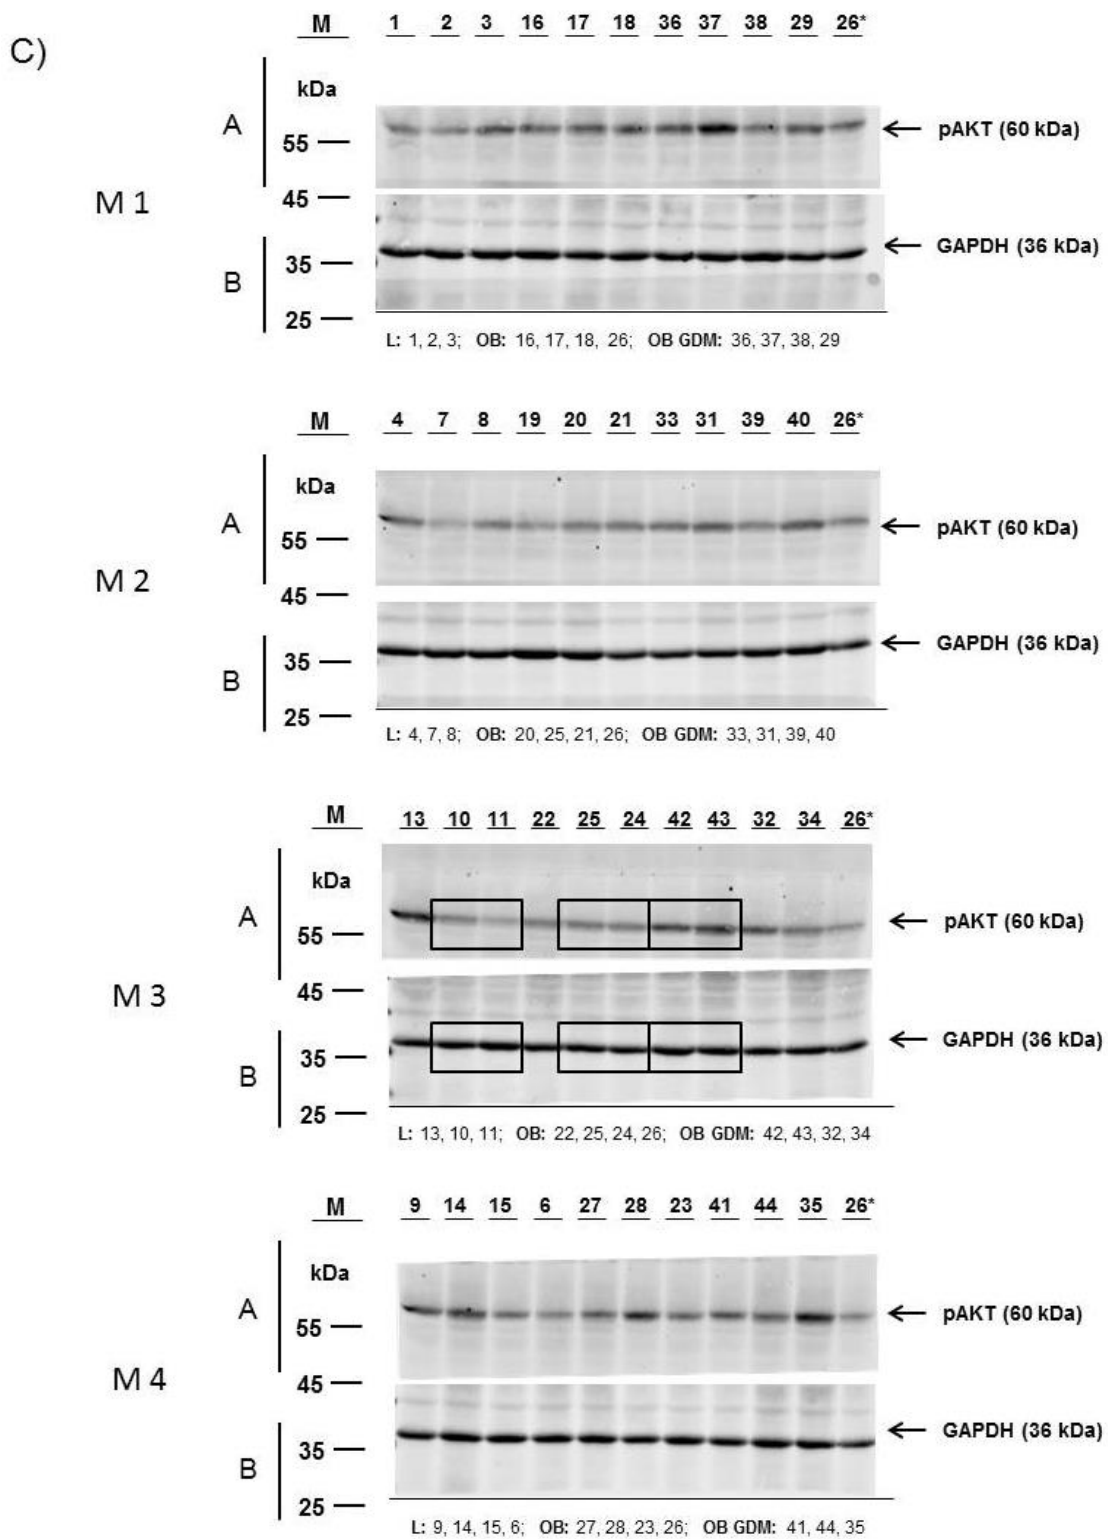 C)
M 1 2 3 16 17 18 36 37 38 29 26*
kDa
A
55
pAKT (60 kDa)
M 1
45
GAPDH (36 kDa)
35
B
25
L: 1, 2, 3; OB: 16, 17, 18, 26; OB GDM: 36, 37, 38, 29
M 4 7 8 19 20 21 33 31 39 40 26*
kDa
A
55
pAKT (60 kDa)
M 2
45
GAPDH (36 kDa)
35
B
25
L: 4, 7, 8; OB: 20, 25, 21, 26; OB GDM: 33, 31, 39, 40
M 13 10 11 22 25 24 42 43 32 34 26*
kDa
A
55
pAKT (60 kDa)
M 3
45
GAPDH (36 kDa)
35
B
25
L: 13, 10, 11; OB: 22, 25, 24, 26; OB GDM: 42, 43, 32, 34
M 9 14 15 6 27 28 23 41 44 35 26*
kDa
A
55
pAKT (60 kDa)
M 4
45
GAPDH (36 kDa)
35
B
25
L: 9, 14, 15, 6; OB: 27, 28, 23, 26; OB GDM: 41, 44, 35